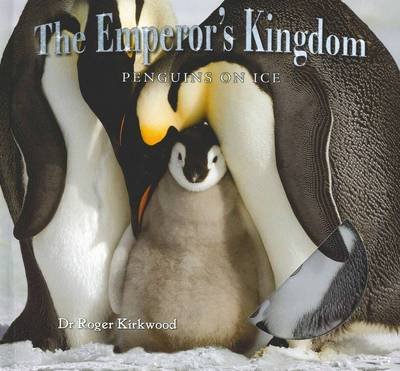 The Emperor's Kingdom
PENGUINS ON ICE
Dr Roger Kirkwood